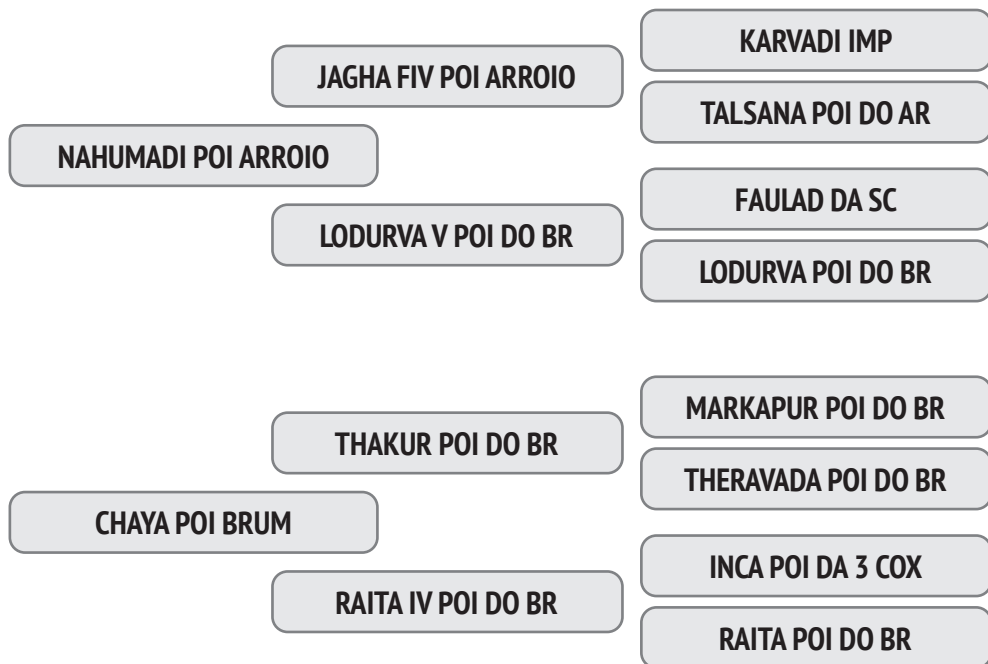 KARVADI IMP
JAGHA FIV POI ARROIO
TALSANA POI DO AR
NAHUMADI POI ARROIO
FAULAD DA SC
LODURVA V POI DO BR
LODURVA POI DO BR
MARKAPUR POI DO BR
THAKUR POI DO BR
THERAVADA POI DO BR
CHAYA POI BRUM
INCA POI DA 3 COX
RAITA IV POI DO BR
RAITA POI DO BR